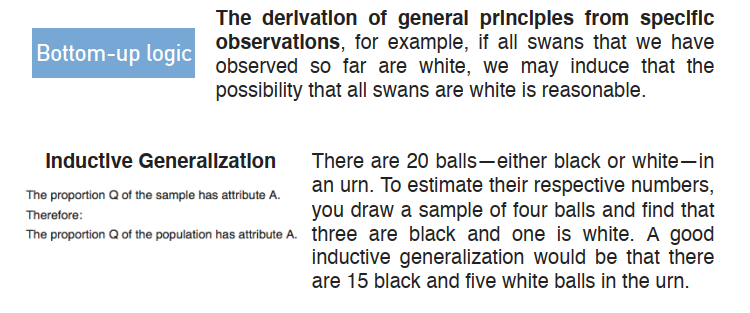 Bottom-up logic
The derivation of general principles from specific
observations, for example, if all swans that we have
observed so far are white, we may induce that the
possibility that all swans are white is reasonable.
Inductive Generalization
The proportion Q of the sample has attribute A.
Therefore:
The proportion Q of the population has attribute A.
There are 20 balls—either black or white—in
an urn. To estimate their respective numbers,
you draw a sample of four balls and find that
three are black and one is white. A good
inductive generalization would be that there
are 15 black and five white balls in the urn.